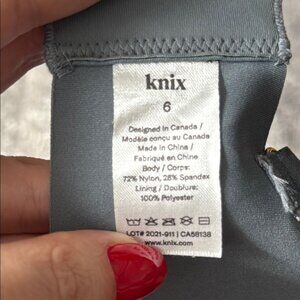 knix
6
Designed in Canada /
Modèle conçu au Canada
Made in China /
Fabriqué en Chine
Body / Corps:
72% Nylon, 28% Spandex
Lining / Doublure:
100% Polyester
LOT# 2021-911 | CA58138
www.knix.com